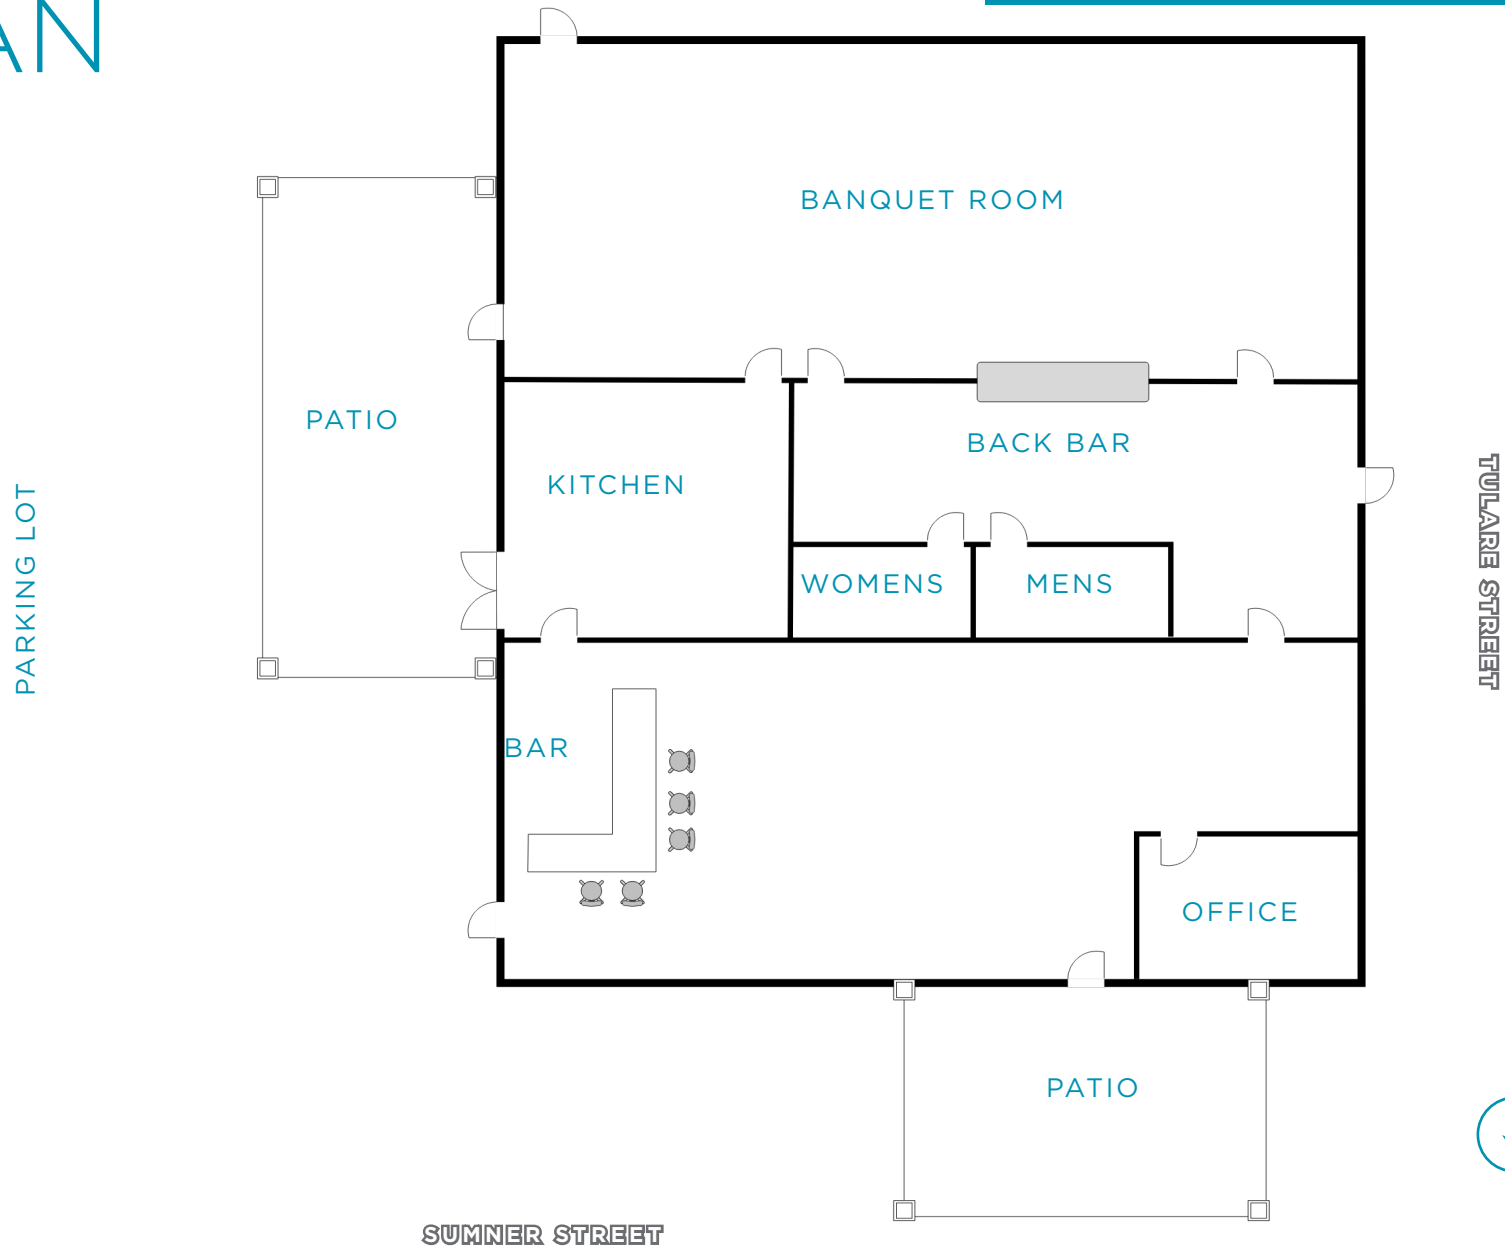 AN
BANQUET ROOM
PATIO
BACK BAR
KITCHEN
PARKING LOT
TULARE STREET
WOMENS
MENS
BAR
OFFICE
PATIO
SUMNER STREET